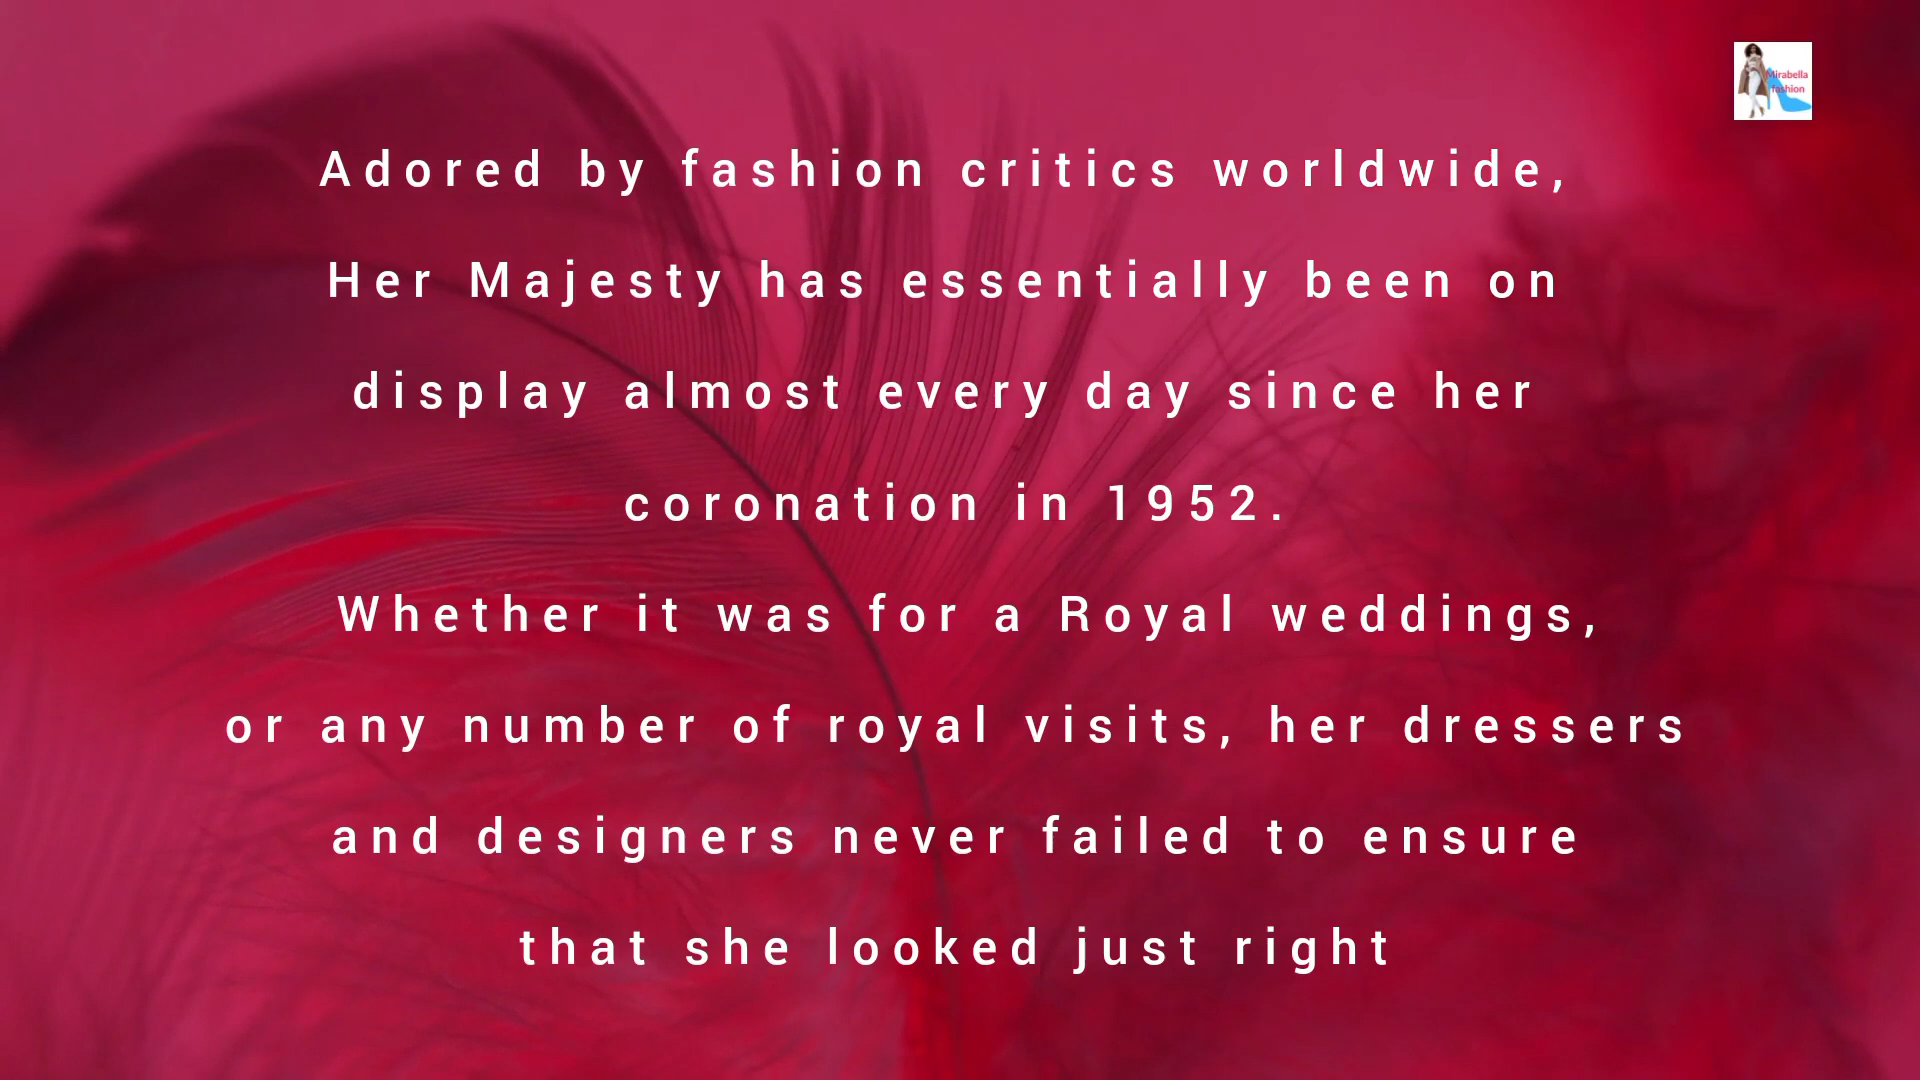 Mirabella
fashion
Adored by fashion critics worldwide,
Her Majesty has essentially been on
display almost every day since her
coronation in 1952.
Whether it was for a Royal weddings,
or any number of royal visits, her dressers
and designers never failed to ensure
that she looked just right